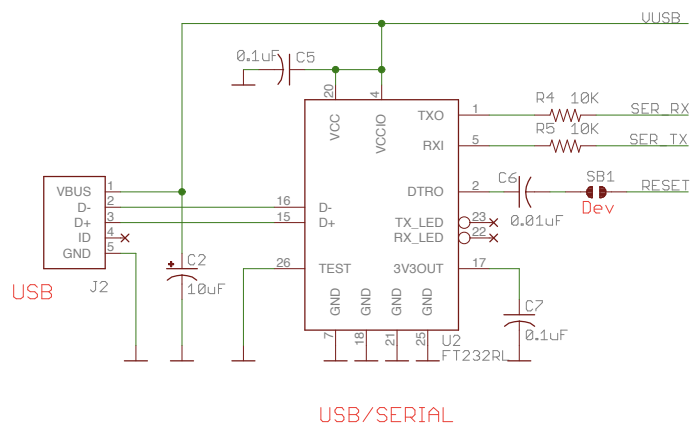 VUSB
0.1uF C5
20
4
VCC
VCCIO
TXO 1 R4 10K SER_RX
RXI 5 R5 10K SER_TX
DTRO 2 C6 0.01uF SB1 Dev RESET
VBUS 1
D- 2 16 D-
D+ 3 15 D+
ID 4
GND 5
TX_LED 23
RX_LED 22
USB J2
C2
10uF
26 TEST
3V3OUT 17
C7
0.1uF
GND GND GND GND
7 18 21 25
U2
FT232RL
USB/SERIAL